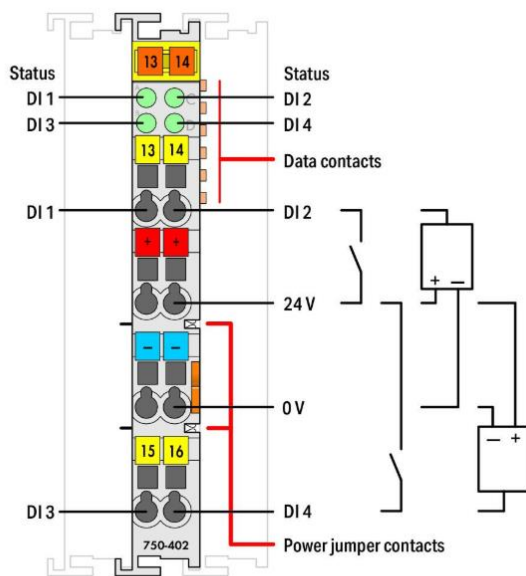 13 14
Status Status
A C
DI 1 DI 2
DI 3 DI 4
13 14
Data contacts
DI 1 DI 2
+ +
+ −
24 V
− −
0 V
− +
15 16
DI 3 DI 4
750-402
Power jumper contacts